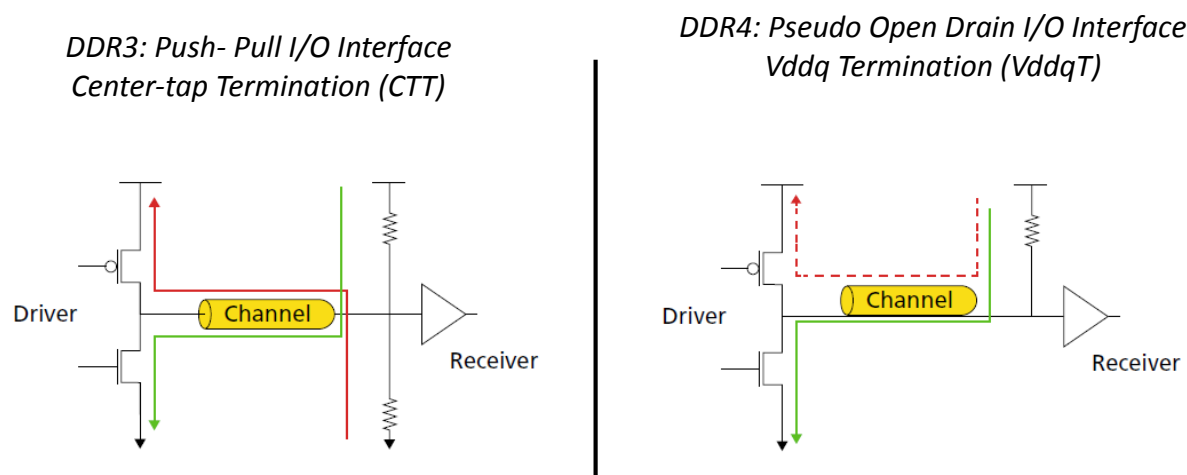 DDR3: Push- Pull I/O Interface
Center-tap Termination (CTT)
Driver
Channel
Receiver
DDR4: Pseudo Open Drain I/O Interface
Vddq Termination (VddqT)
Driver
Channel
Receiver